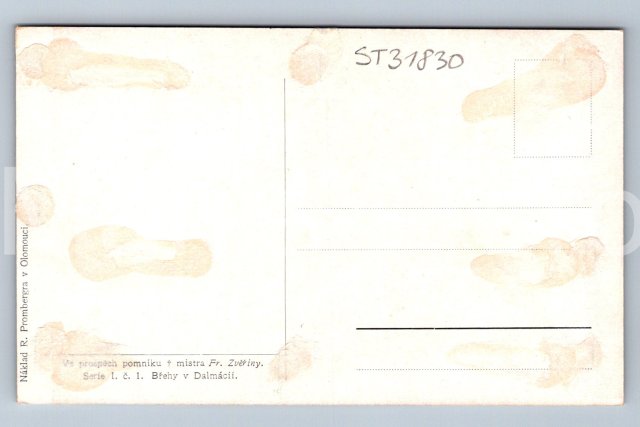 ST31830
Náklad R. Prombergra v Olomouci.
Ve prospěch pomníku † mistra Fr. Zvěřiny.
Serie I. č. 1. Břehy v Dalmácii.